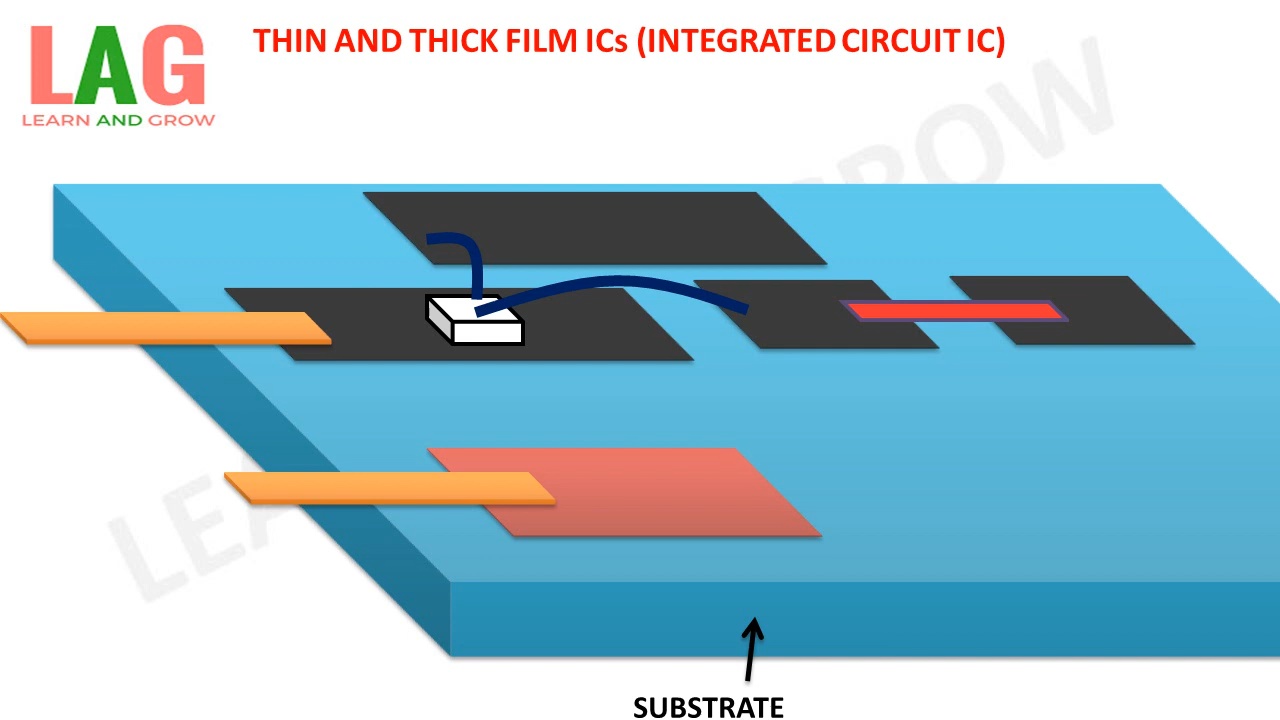 LAG
LEARN AND GROW
THIN AND THICK FILM ICs (INTEGRATED CIRCUIT IC)
SUBSTRATE